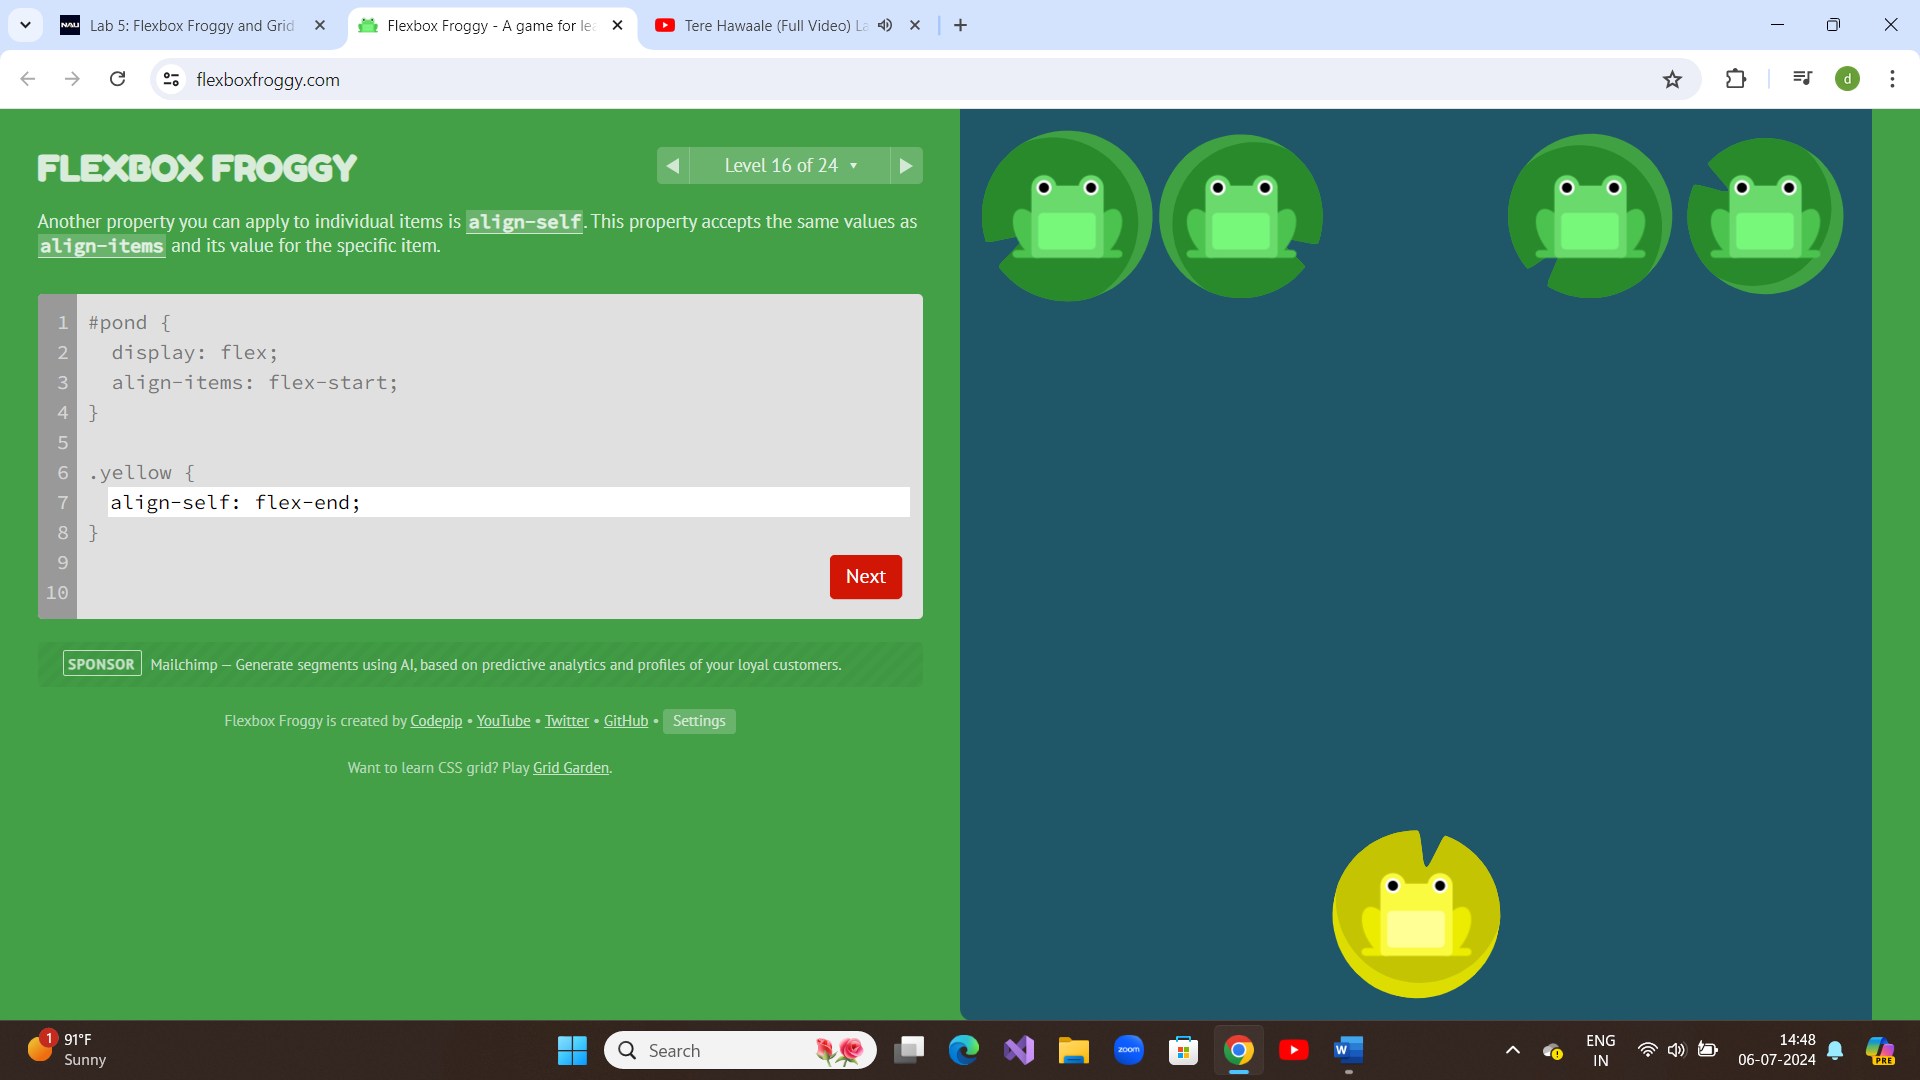 Lab 5: Flexbox Froggy and Grid
Flexbox Froggy - A game for lea
Tere Hawaale (Full Video) La
flexboxfroggy.com
d
FLEXBOX FROGGY
Level 16 of 24
Another property you can apply to individual items is align-self. This property accepts the same values as
align-items and its value for the specific item.
1 #pond {
2 display: flex;
3 align-items: flex-start;
4 }
5
6 .yellow {
7 align-self: flex-end;
8 }
9
10
Next
SPONSOR Mailchimp — Generate segments using AI, based on predictive analytics and profiles of your loyal customers.
Flexbox Froggy is created by Codepip • YouTube • Twitter • GitHub • Settings
Want to learn CSS grid? Play Grid Garden.
1
91°F
Sunny
Search
zoom
W
ENG
IN
14:48
06-07-2024
PRE